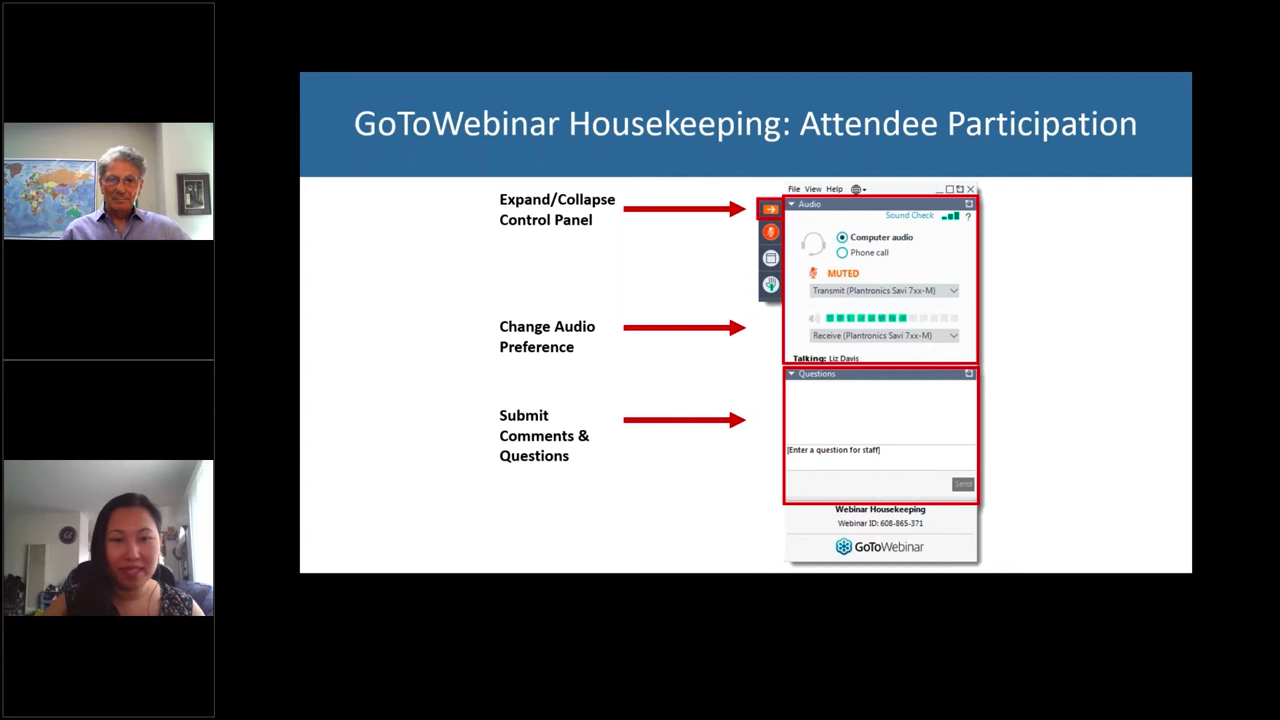 GoToWebinar Housekeeping: Attendee Participation
Expand/Collapse
Control Panel
Change Audio
Preference
Submit
Comments &
Questions
File View Help
Audio
Sound Check
?
Computer audio
Phone call
MUTED
Transmit (Plantronics Savi 7xx-M)
Receive (Plantronics Savi 7xx-M)
Talking: Liz Davis
Questions
[Enter a question for staff]
Send
Webinar Housekeeping
Webinar ID: 608-865-371
GoToWebinar